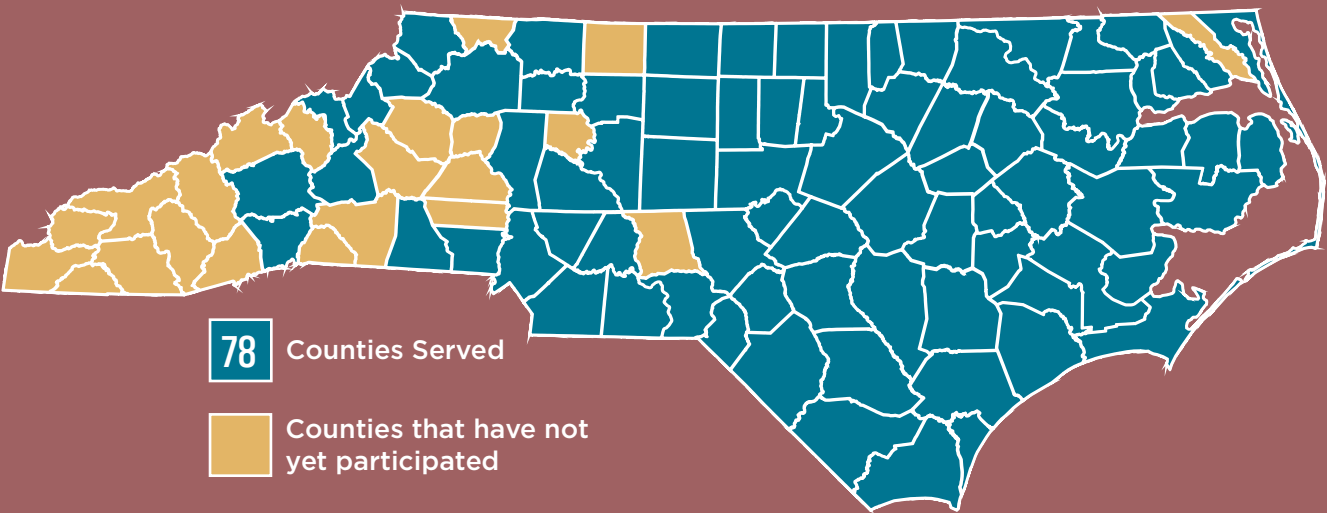 78 Counties Served
Counties that have not
yet participated